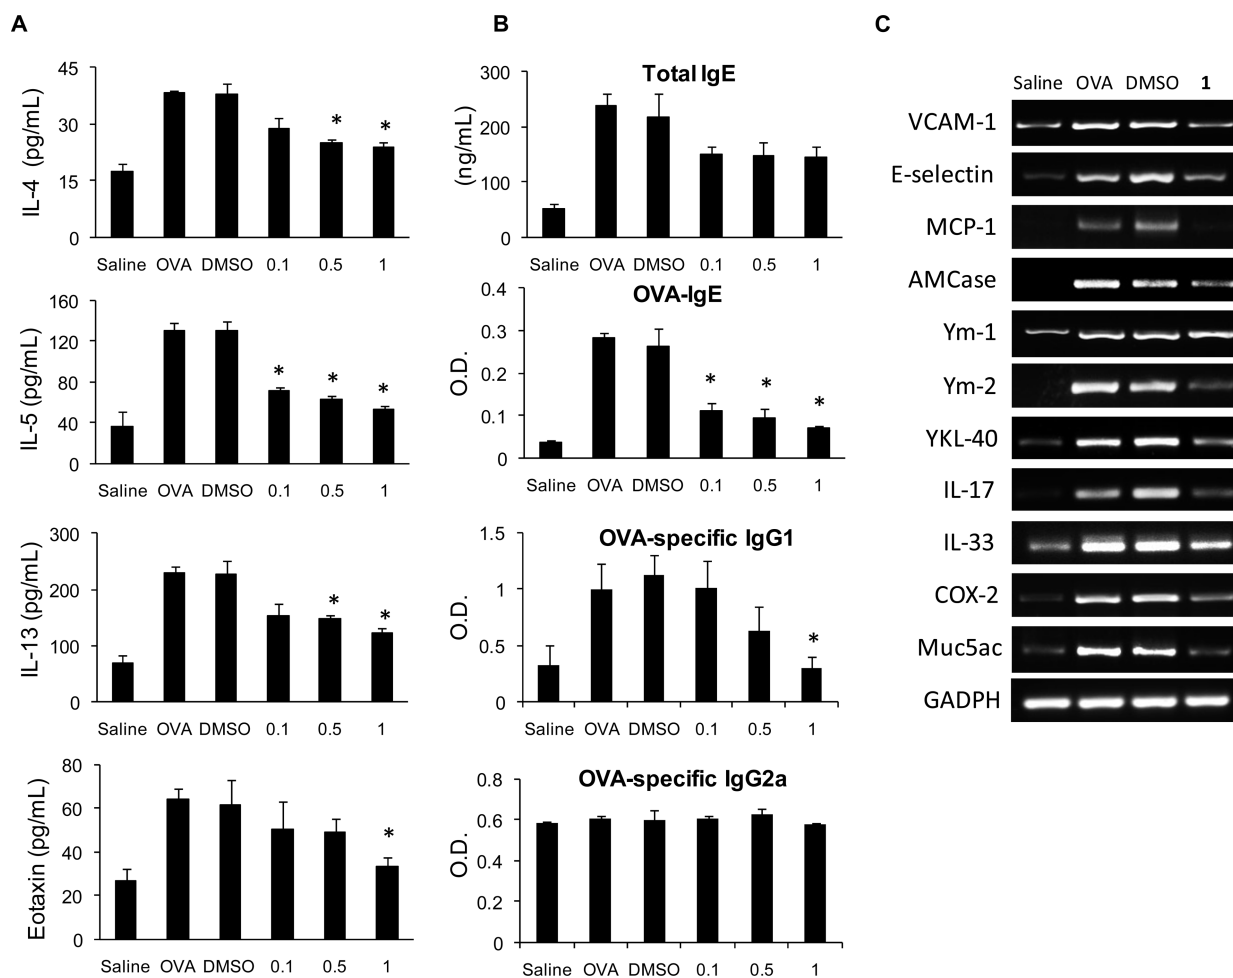 A
IL-4 (pg/mL)
45
30
15
0
* *
Saline OVA DMSO 0.1 0.5 1
IL-5 (pg/mL)
160
120
80
40
0
* * *
Saline OVA DMSO 0.1 0.5 1
IL-13 (pg/mL)
300
200
100
0
* *
Saline OVA DMSO 0.1 0.5 1
Eotaxin (pg/mL)
80
60
40
20
0
*
Saline OVA DMSO 0.1 0.5 1
B
Total IgE
(ng/mL)
300
200
100
0
Saline OVA DMSO 0.1 0.5 1
OVA-IgE
O.D.
0.4
0.3
0.2
0.1
0
* * *
Saline OVA DMSO 0.1 0.5 1
OVA-specific IgG1
O.D.
1.5
1
0.5
0
*
Saline OVA DMSO 0.1 0.5 1
OVA-specific IgG2a
O.D.
0.8
0.6
0.4
0.2
0
Saline OVA DMSO 0.1 0.5 1
C
Saline OVA DMSO 1
VCAM-1
E-selectin
MCP-1
AMCase
Ym-1
Ym-2
YKL-40
IL-17
IL-33
COX-2
Muc5ac
GADPH